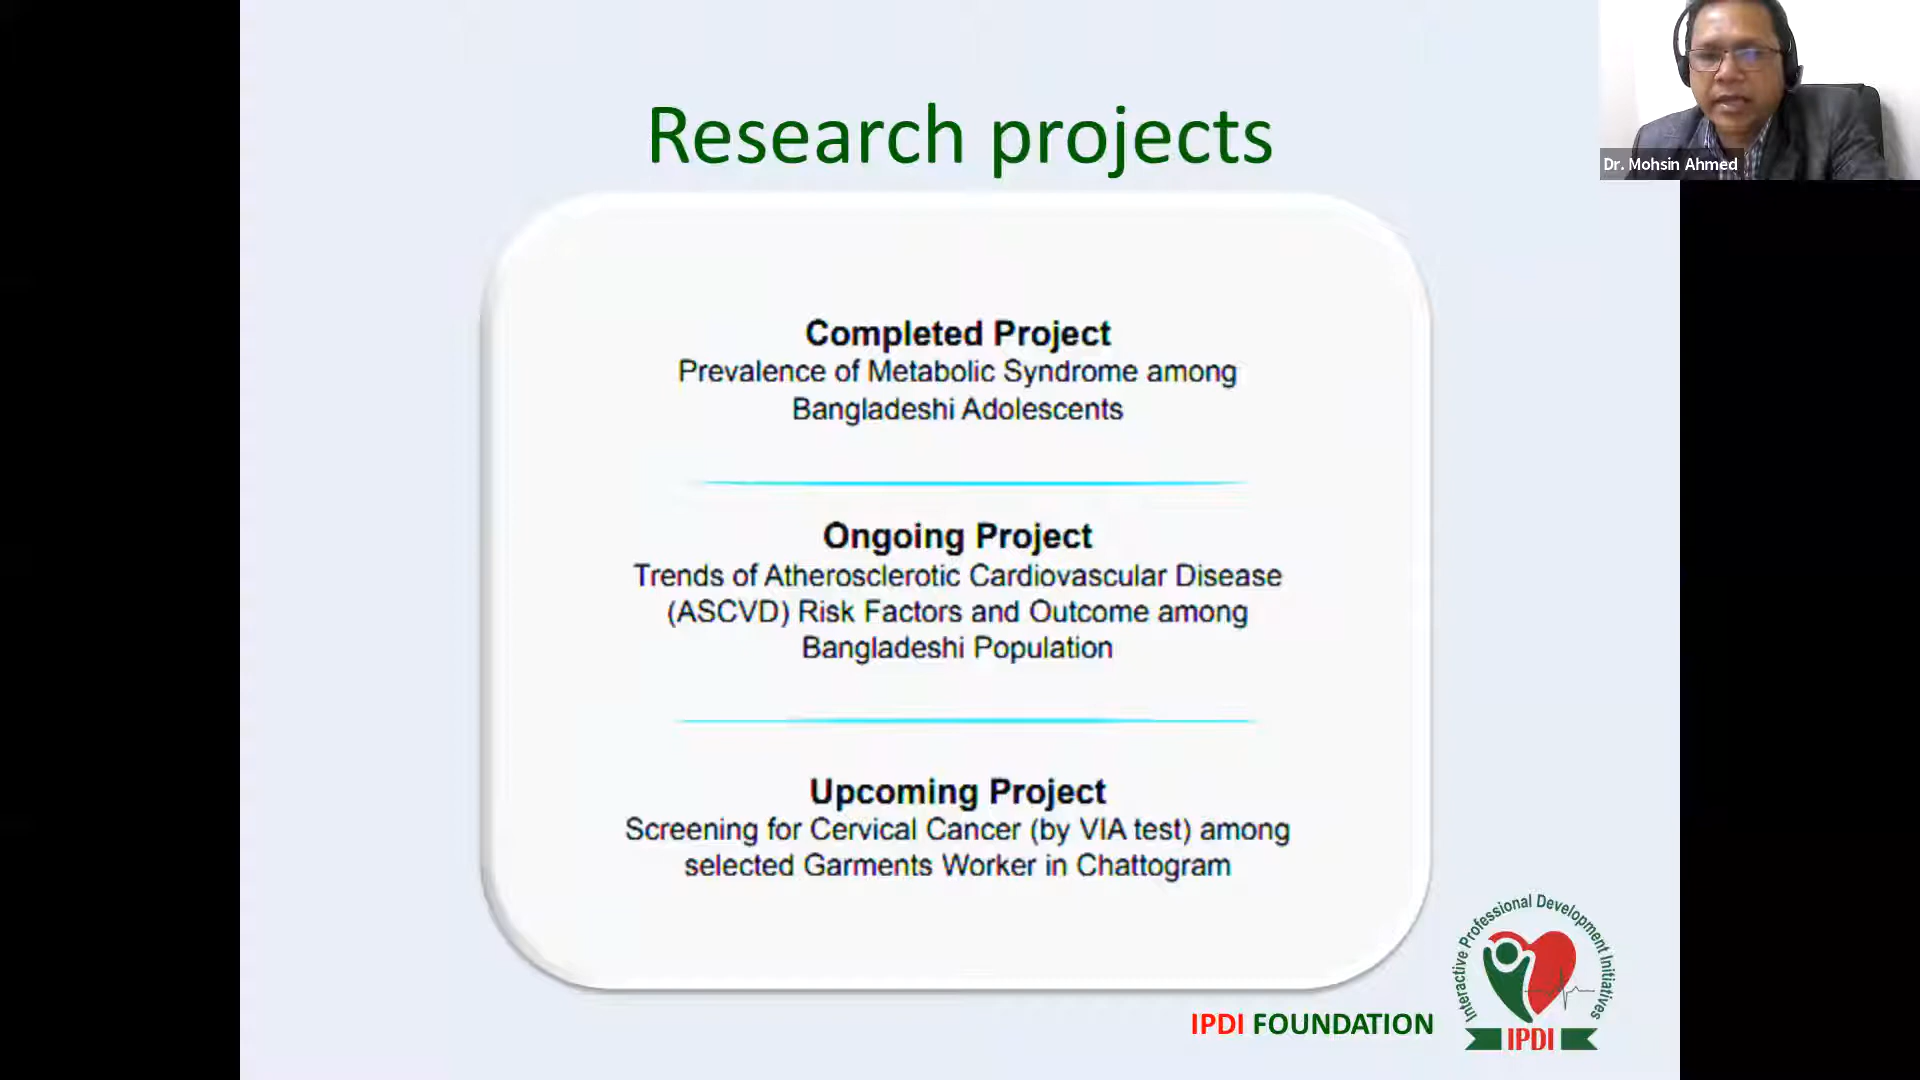 Research projects
Dr. Mohsin Ahmed
Completed Project
Prevalence of Metabolic Syndrome among
Bangladeshi Adolescents
Ongoing Project
Trends of Atherosclerotic Cardiovascular Disease
(ASCVD) Risk Factors and Outcome among
Bangladeshi Population
Upcoming Project
Screening for Cervical Cancer (by VIA test) among
selected Garments Worker in Chattogram
IPDI FOUNDATION
Interactive Professional Development Initiatives
IPDI